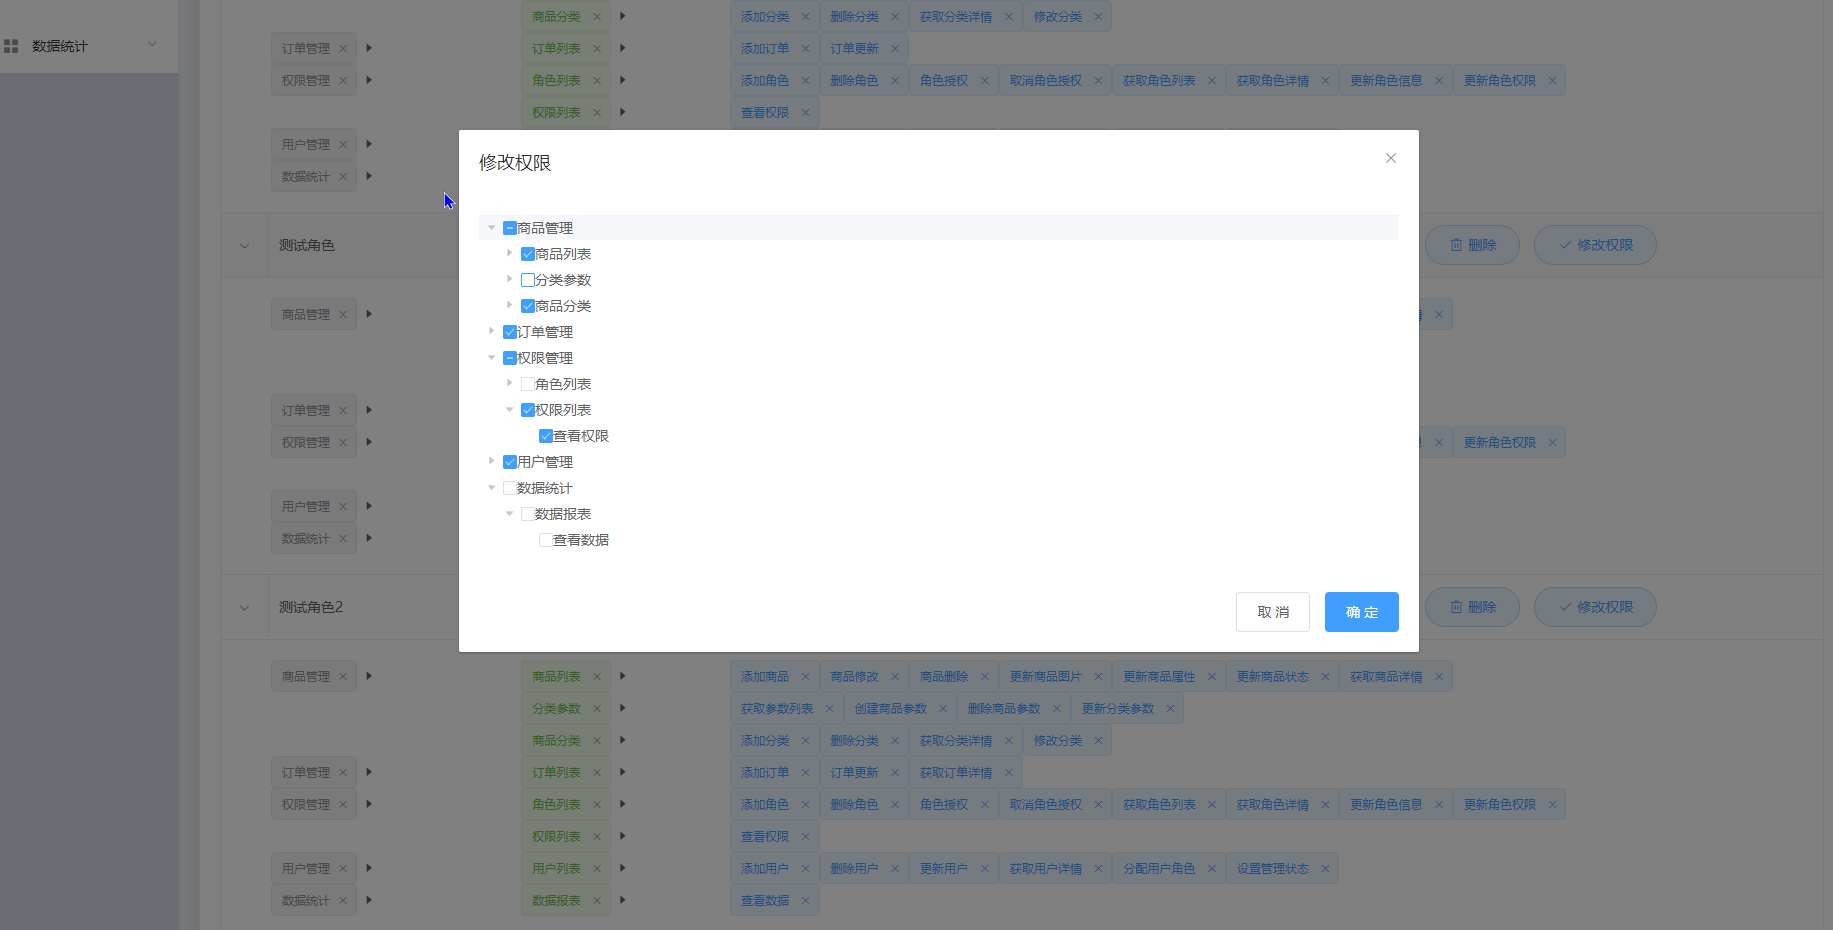 商品分类 添加分类 删除分类 获取分类详情 修改分类
数据统计
订单管理 订单列表 添加订单 订单更新
权限管理 角色列表 添加角色 删除角色 角色授权 取消角色授权 获取角色列表 获取角色详情 更新角色信息 更新角色权限
权限列表 查看权限
用户管理
数据统计
修改权限
商品管理
商品列表
分类参数
商品分类
订单管理
权限管理
角色列表
权限列表
查看权限
用户管理
数据统计
数据报表
查看数据
取消 确定
测试角色 删除 修改权限
商品管理
订单管理
权限管理 更新角色权限
用户管理
数据统计
测试角色2 删除 修改权限
商品管理 商品列表 添加商品 商品修改 商品删除 更新商品图片 更新商品属性 更新商品状态 获取商品详情
分类参数 获取参数列表 创建商品参数 删除商品参数 更新分类参数
商品分类 添加分类 删除分类 获取分类详情 修改分类
订单管理 订单列表 添加订单 订单更新 获取订单详情
权限管理 角色列表 添加角色 删除角色 角色授权 取消角色授权 获取角色列表 获取角色详情 更新角色信息 更新角色权限
权限列表 查看权限
用户管理 用户列表 添加用户 删除用户 更新用户 获取用户详情 分配用户角色 设置管理状态
数据统计 数据报表 查看数据